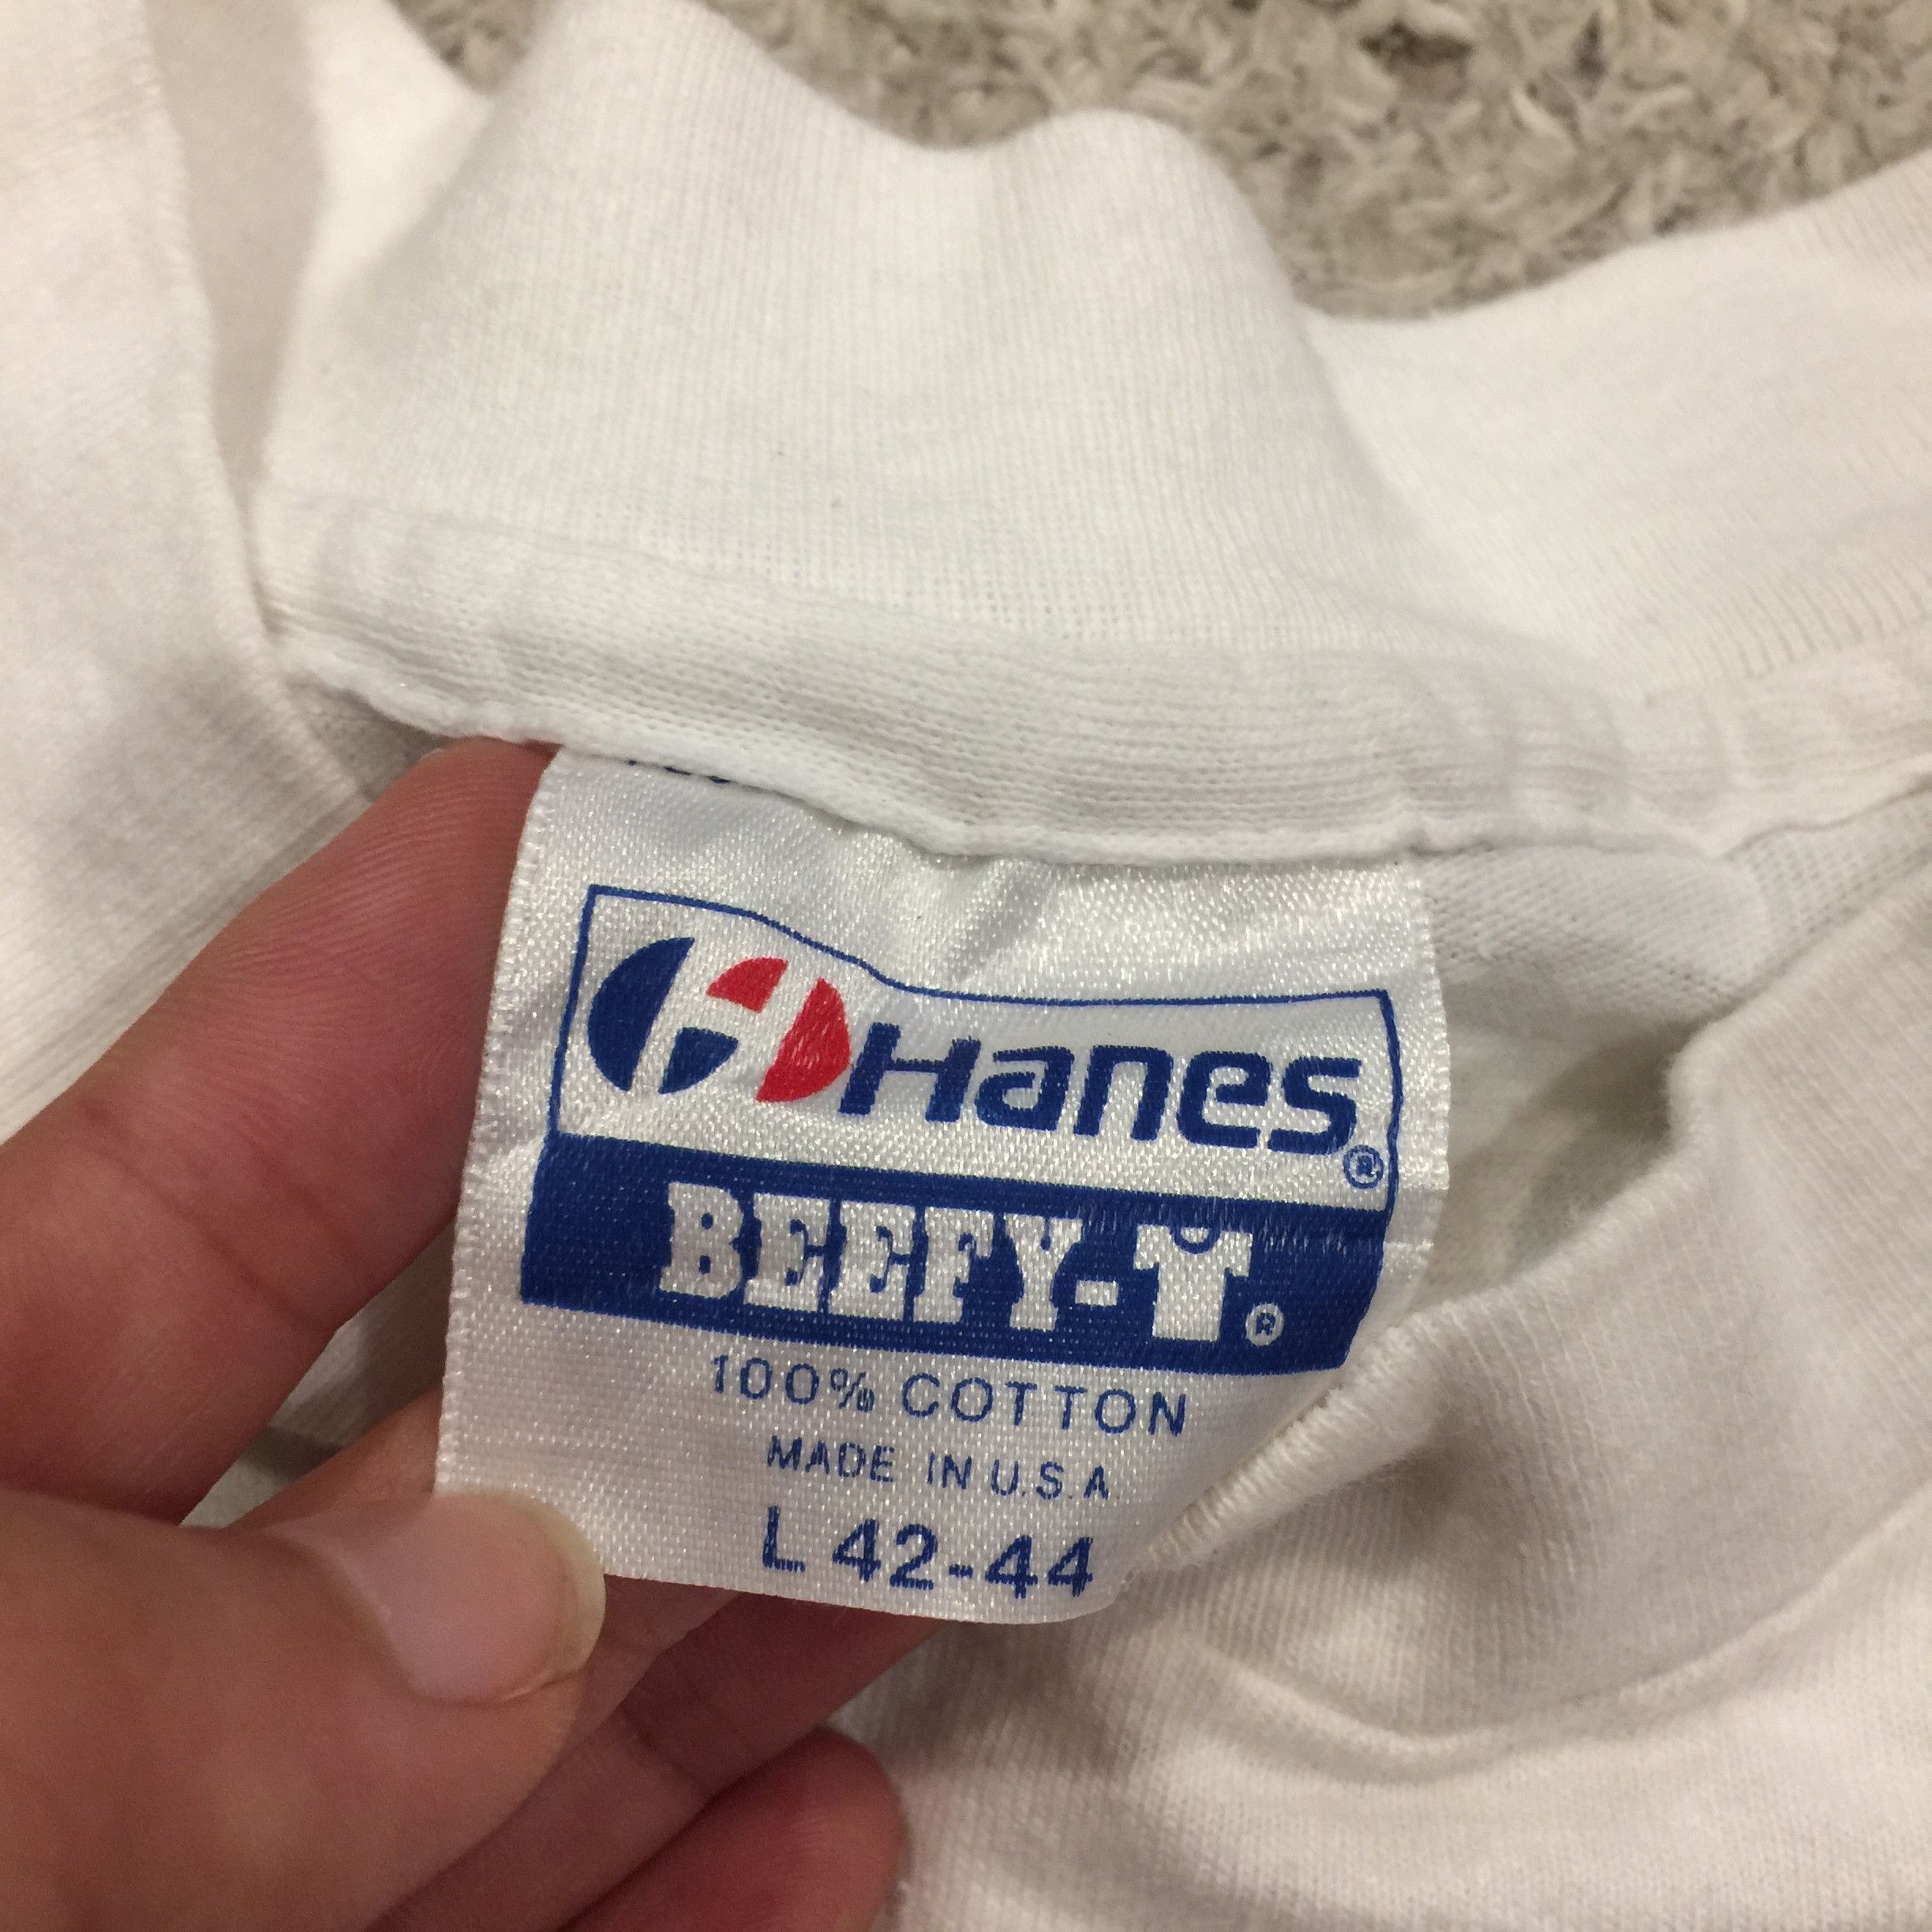 Hanes®
BEEFY-T®
100% COTTON
MADE IN U.S.A
L 42-44